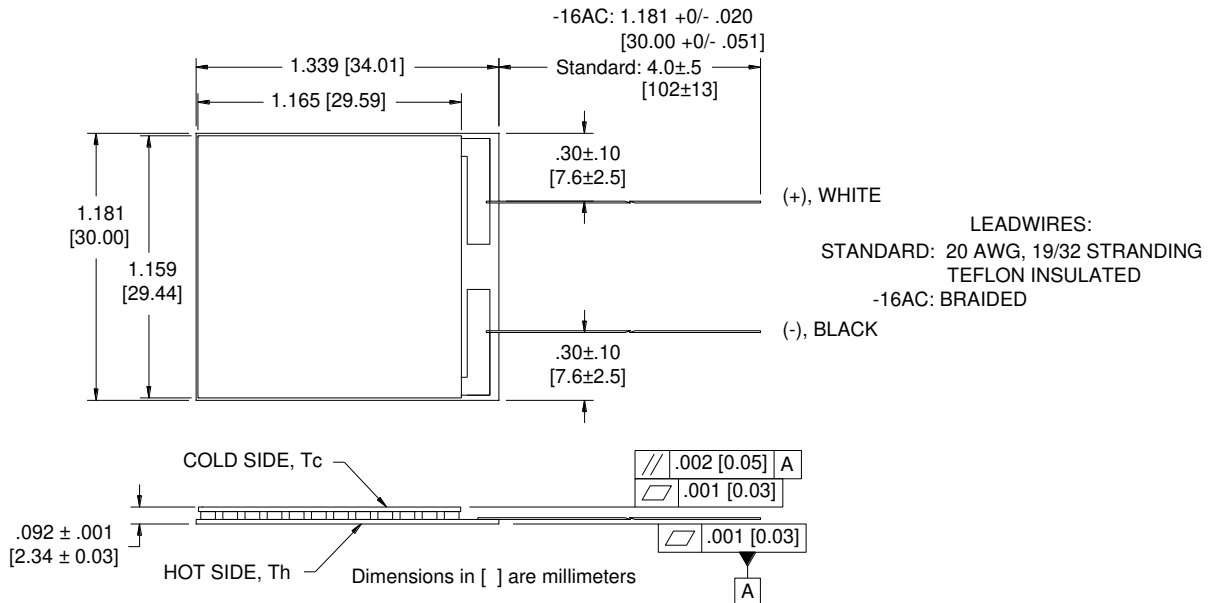 -16AC: 1.181 +0/- .020
[30.00 +0/- .051]
1.339 [34.01]
Standard: 4.0±.5
[102±13]
1.165 [29.59]
.30±.10
[7.6±2.5]
(+), WHITE
1.181
[30.00]
1.159
[29.44]
LEADWIRES:
STANDARD: 20 AWG, 19/32 STRANDING
TEFLON INSULATED
-16AC: BRAIDED
(-), BLACK
.30±.10
[7.6±2.5]
COLD SIDE, Tc
// .002 [0.05] A
.001 [0.03]
.092 ± .001
[2.34 ± 0.03]
.001 [0.03]
HOT SIDE, Th
Dimensions in [ ] are millimeters
A